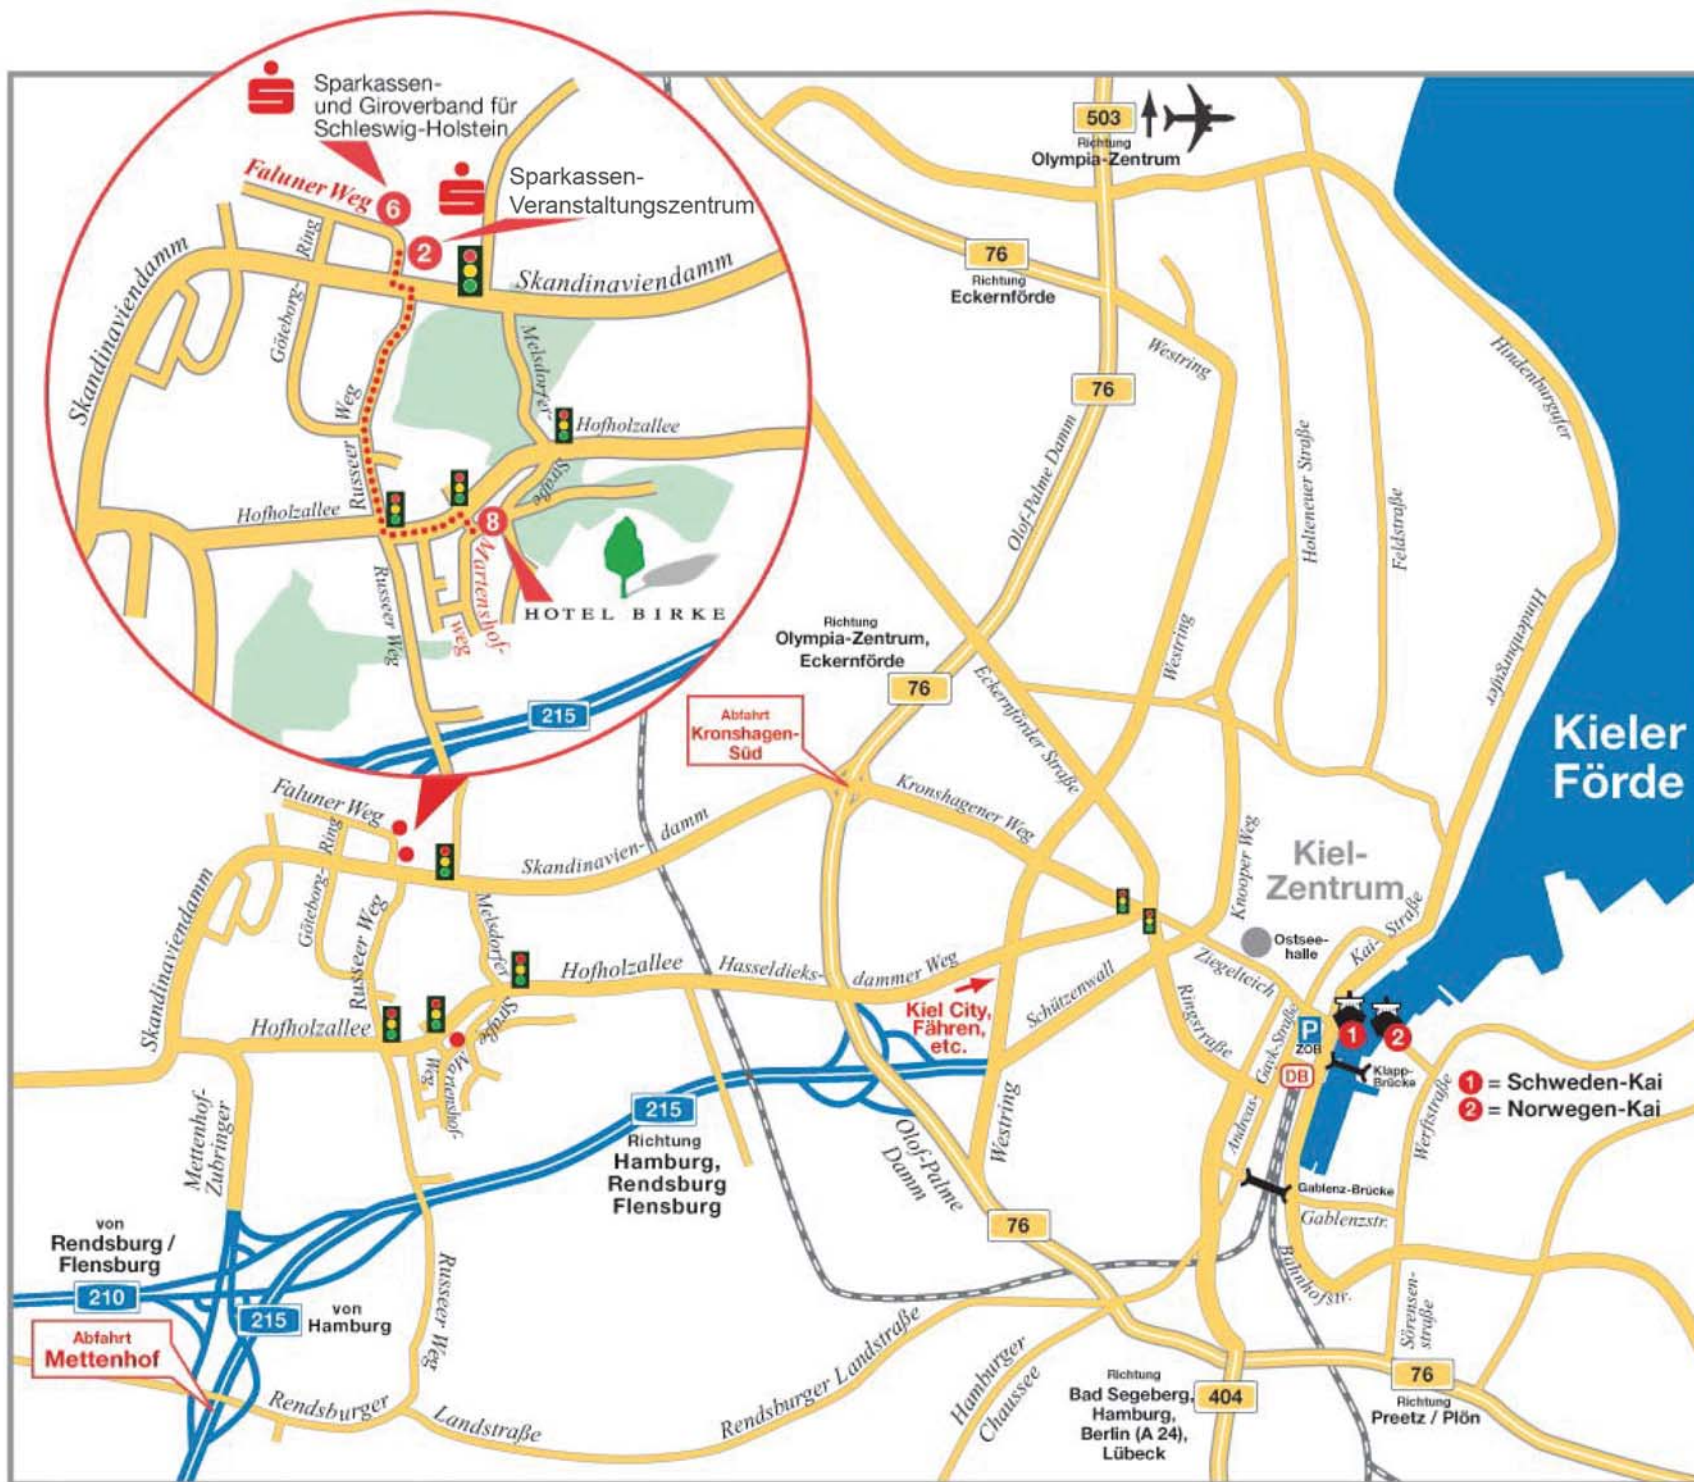 Sparkassen-
und Giroverband für
Schleswig-Holstein
Sparkassen-
Veranstaltungszentrum
Faluner Weg
6
2
Skandinaviendamm
Skandinaviendamm
Göteborg-
Ring
Russeer
Weg
Melsdorfer
Straße
Hofholzallee
Hofholzallee
8
HOTEL BIRKE
Martenshof-
weg
Russeer Weg
215
503
Richtung
Olympia-Zentrum
76
Richtung
Eckernförde
Westring
76
Olof-Palme Damm
Holteneuer Straße
Feldstraße
Hindenburgufer
Hindenburgufer
Westring
Richtung
Olympia-Zentrum,
Eckernförde
76
Eckernförder Straße
Abfahrt
Kronshagen-
Süd
Kronshagener Weg
Kieler
Förde
Faluner Weg
Göteborg-
Ring
Skandinavien-
damm
Skandinaviendamm
Russeer Weg
Melsdorfer
Straße
Hofholzallee
Hofholzallee
Hasseldieks-
dammer Weg
Martenshof-
Weg
Knooper Weg
Kiel-
Zentrum
Ostsee-
halle
Kai-Straße
Ziegelteich
Schützenwall
Ringstraße
Kiel City,
Fähren,
etc.
P
ZOB
DB
1
2
Klapp-
Brücke
1 = Schweden-Kai
2 = Norwegen-Kai
Andreas-
Gayk-Straße
Werftstraße
Westring
Olof-Palme
Damm
215
Richtung
Hamburg,
Rendsburg
Flensburg
Mettenhof-
Zubringer
von
Rendsburg /
Flensburg
210
215
von
Hamburg
Abfahrt
Mettenhof
Russeer Weg
Rendsburger
Landstraße
Rendsburger Landstraße
76
Gablenz-Brücke
Gablenzstr.
Bahnhofstr.
Sörensen-
straße
Hamburger
Chaussee
Richtung
Bad Segeberg,
Hamburg,
Berlin (A 24),
Lübeck
404
76
Richtung
Preetz / Plön